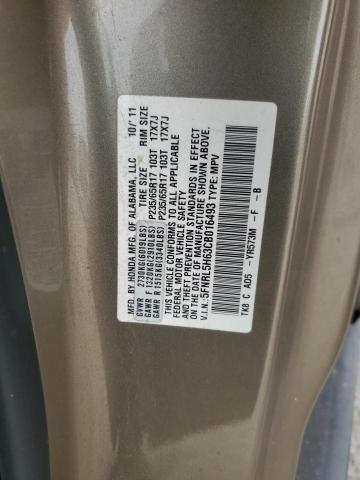 MFD. BY HONDA MFG. OF ALABAMA, LLC 10/'11
TIRE SIZE RIM SIZE
GVWR 2730KG(6019LBS)
GAWR F 1320KG(2910LBS) P235/65R17 103T 17X7J
GAWR R 1515KG(3340LBS) P235/65R17 103T 17X7J
THIS VEHICLE CONFORMS TO ALL APPLICABLE
FEDERAL MOTOR VEHICLE SAFETY
STANDARDS AND THEFT PREVENTION STANDARDS IN EFFECT
ON THE DATE OF MANUFACTURE SHOWN ABOVE.
V.I.N.: 5FNRL5H63CB016493 TYPE: MPV
TK8 C AD5 - YR573M - F - B